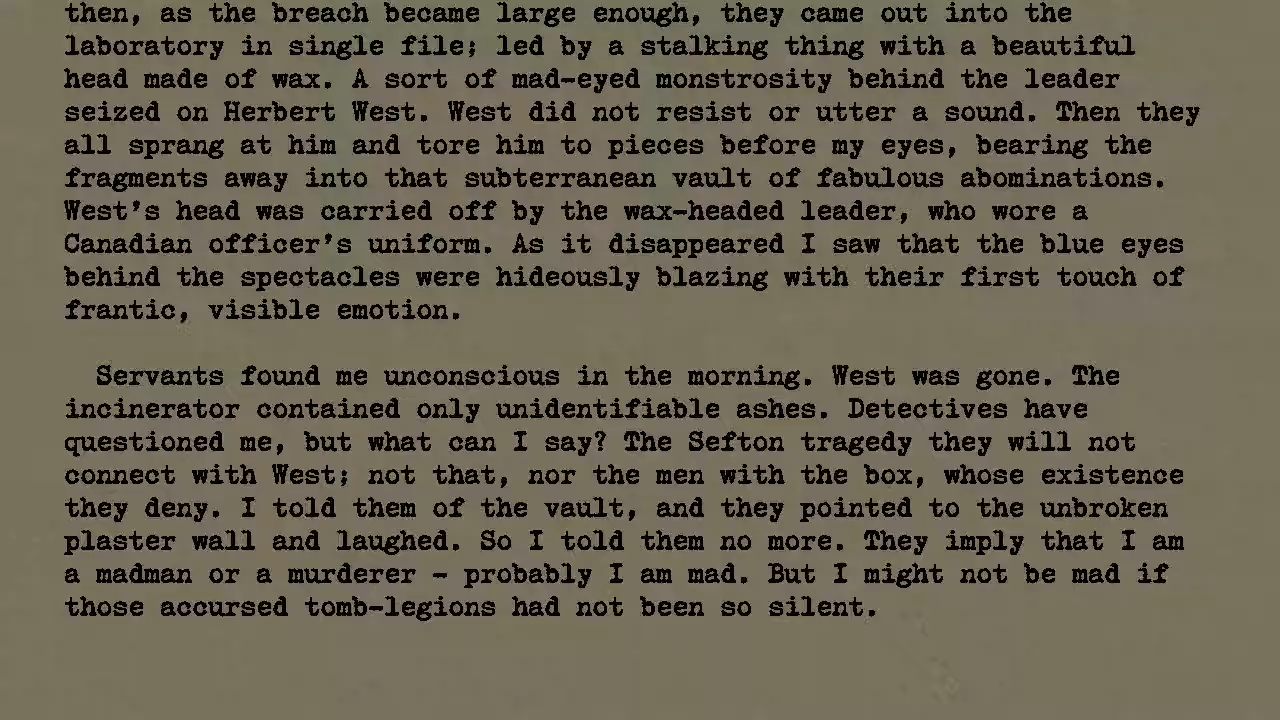 then, as the breach became large enough, they came out into the
laboratory in single file; led by a stalking thing with a beautiful
head made of wax. A sort of mad-eyed monstrosity behind the leader
seized on Herbert West. West did not resist or utter a sound. Then they
all sprang at him and tore him to pieces before my eyes, bearing the
fragments away into that subterranean vault of fabulous abominations.
West's head was carried off by the wax-headed leader, who wore a
Canadian officer's uniform. As it disappeared I saw that the blue eyes
behind the spectacles were hideously blazing with their first touch of
frantic, visible emotion.
Servants found me unconscious in the morning. West was gone. The
incinerator contained only unidentifiable ashes. Detectives have
questioned me, but what can I say? The Sefton tragedy they will not
connect with West; not that, nor the men with the box, whose existence
they deny. I told them of the vault, and they pointed to the unbroken
plaster wall and laughed. So I told them no more. They imply that I am
a madman or a murderer - probably I am mad. But I might not be mad if
those accursed tomb-legions had not been so silent.